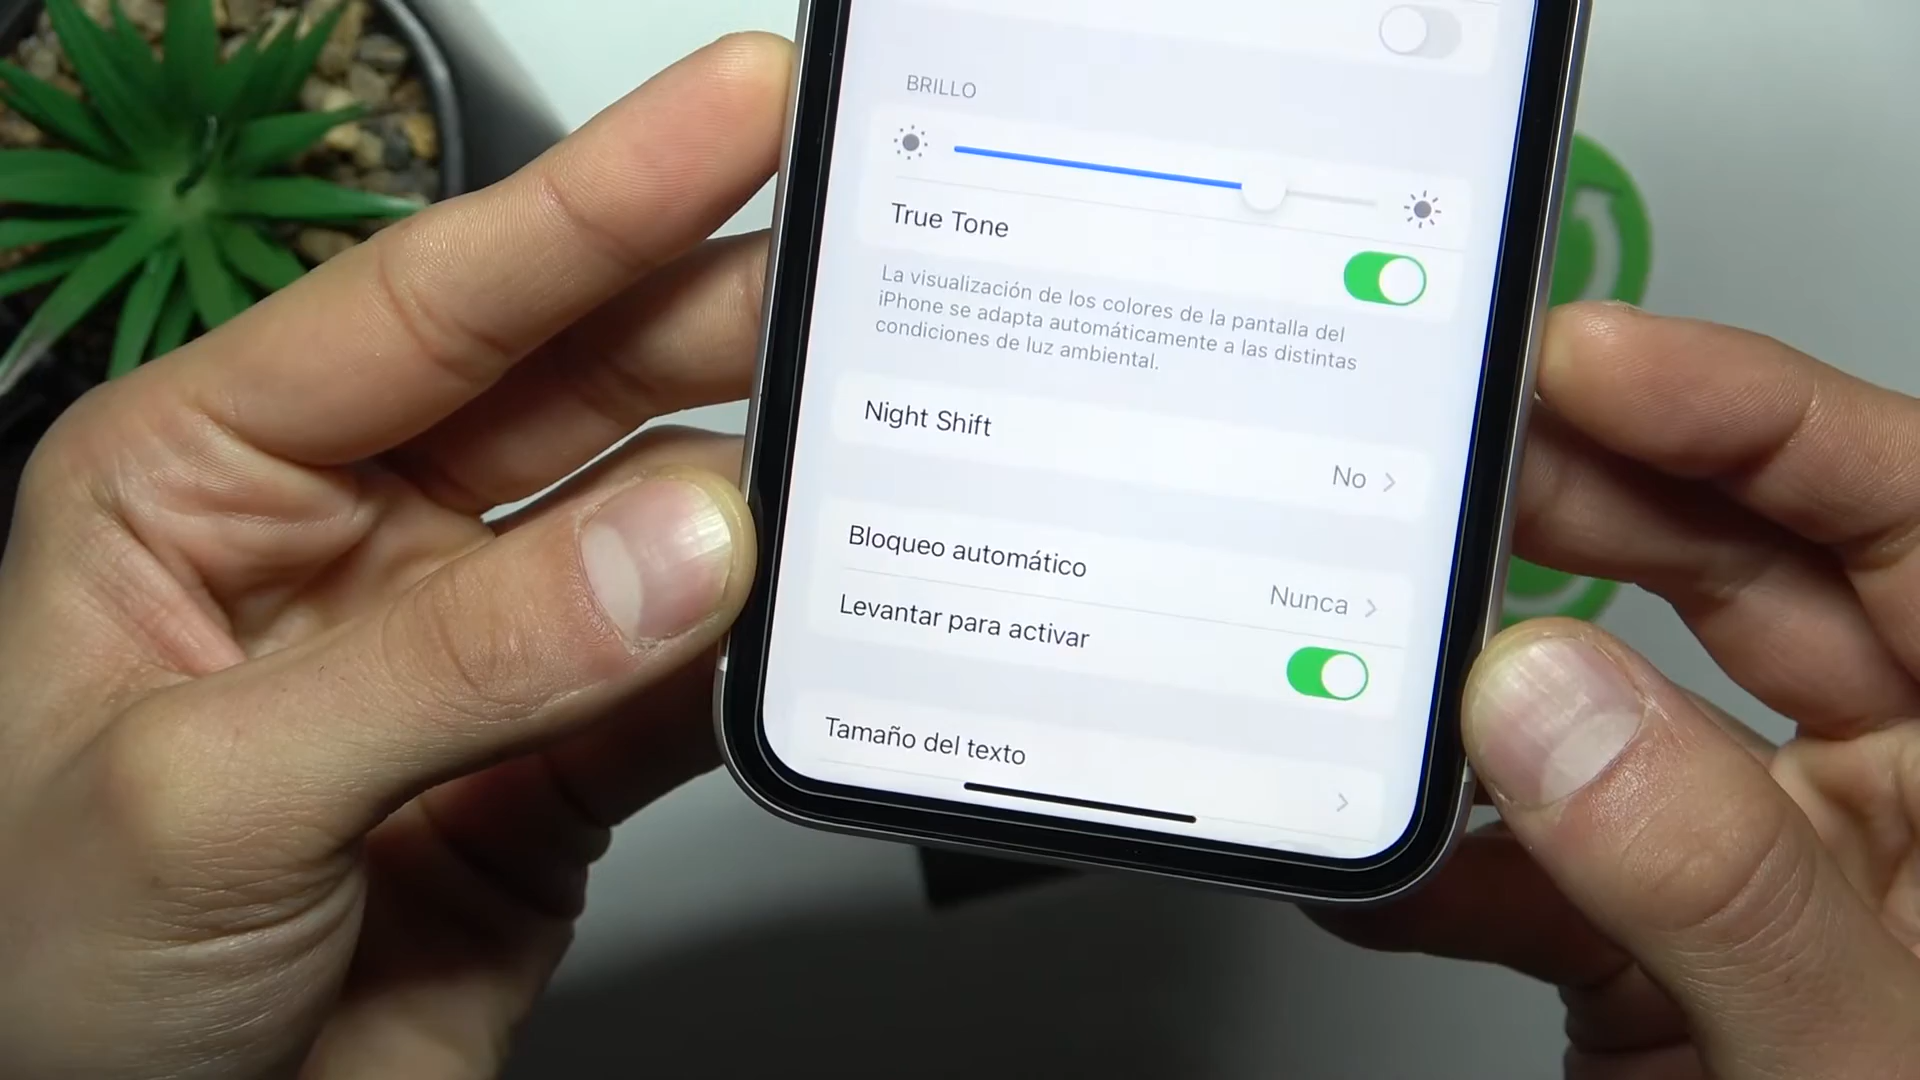 BRILLO
True Tone
La visualización de los colores de la pantalla del
iPhone se adapta automáticamente a las distintas
condiciones de luz ambiental.
Night Shift
No
Bloqueo automático
Nunca
Levantar para activar
Tamaño del texto